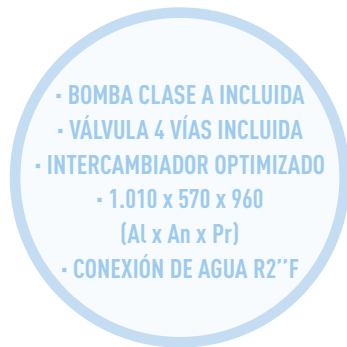 · BOMBA CLASE A INCLUIDA
· VÁLVULA 4 VÍAS INCLUIDA
· INTERCAMBIADOR OPTIMIZADO
· 1.010 x 570 x 960
(Al x An x Pr)
· CONEXIÓN DE AGUA R2’’F